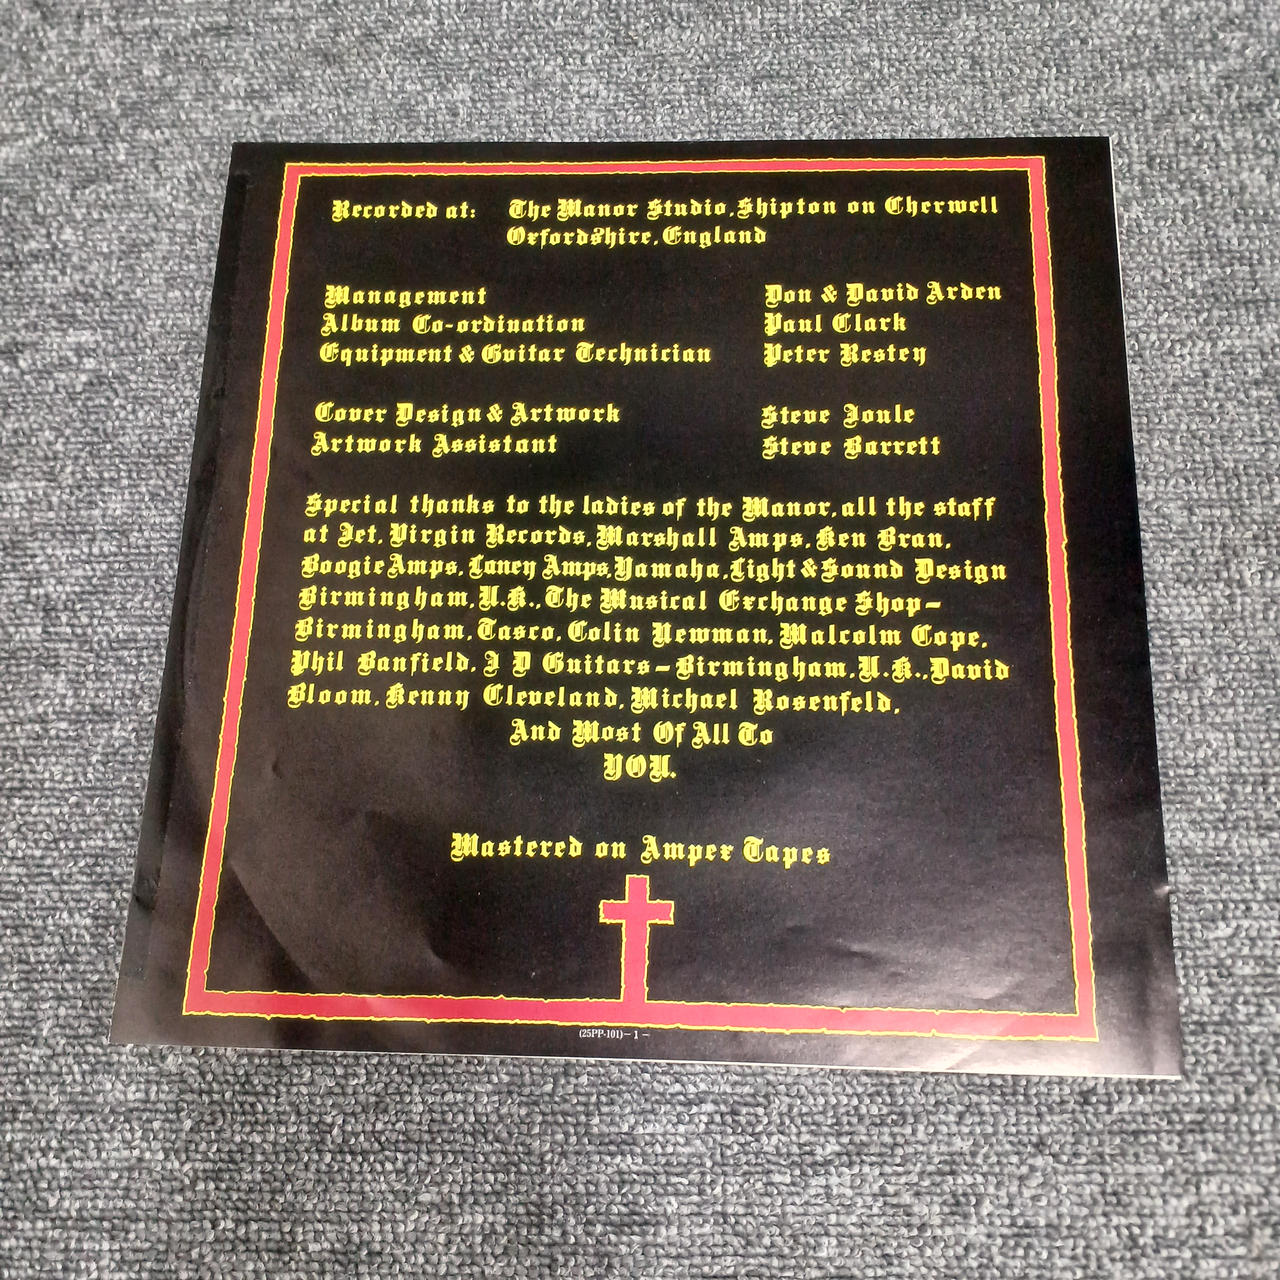 Recorded at: The Manor Studio, Shipton on Cherwell
OxfordShire, England
Management Don & David Arden
Album Co-ordination Paul Clark
Equipment & Guitar Technician Peter Restey
Cover Design & Artwork Steve Joule
Artwork Assistant Steve Barrett
Special thanks to the ladies of the Manor, all the staff
at Jet, Virgin Records, Marshall Amps, Ken Bran,
Boogie Amps, Laney Amps, Yamaha, Light & Sound Design
Birmingham, U.K., The Musical Exchange Shop -
Birmingham, Tasco, Colin Newman, Malcolm Cope,
Phil Banfield, J D Guitars - Birmingham, U.K., David
Bloom, Kenny Cleveland, Michael Rosenfeld,
And Most Of All To
YOU.
Mastered on Ampex Tapes
(25PP-101) - 1 -